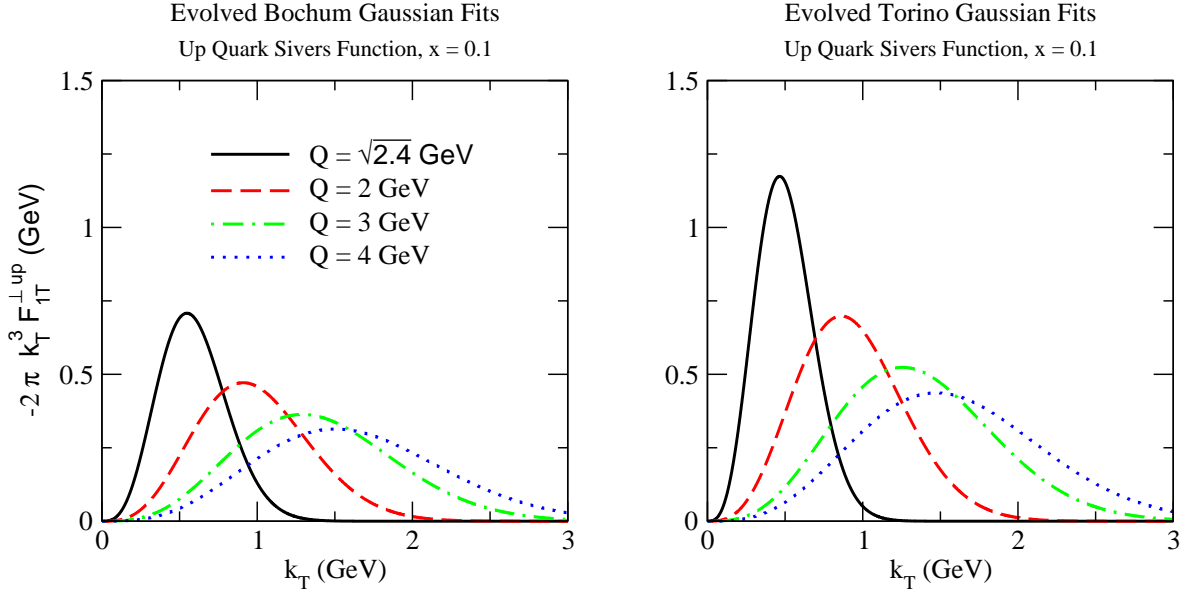 Evolved Bochum Gaussian Fits
Up Quark Sivers Function, x = 0.1
-2 π k_T^3 F_{1T}^{⊥ up} (GeV)
1.5
1
0.5
0
Q = √2.4 GeV
Q = 2 GeV
Q = 3 GeV
Q = 4 GeV
0 1 2 3
k_T (GeV)
Evolved Torino Gaussian Fits
Up Quark Sivers Function, x = 0.1
1.5
1
0.5
0
0 1 2 3
k_T (GeV)